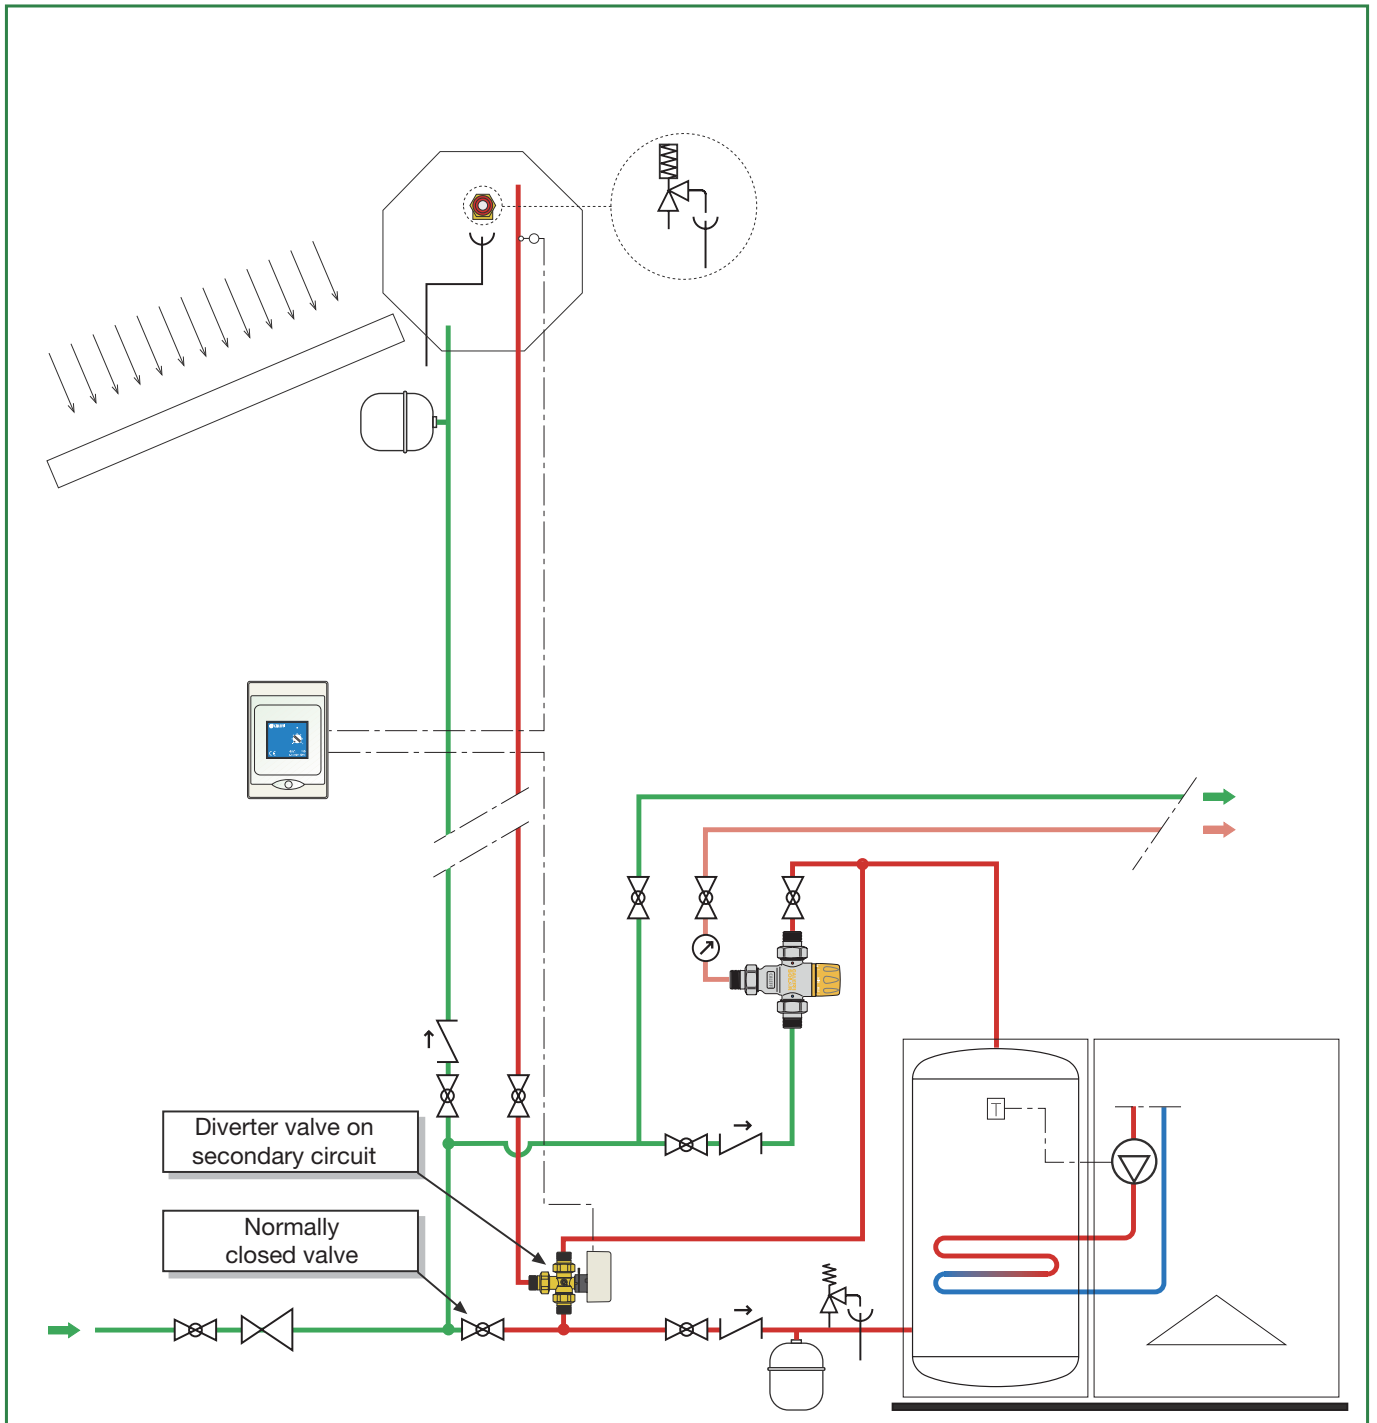 Diverter valve on
secondary circuit
Normally
closed valve
T